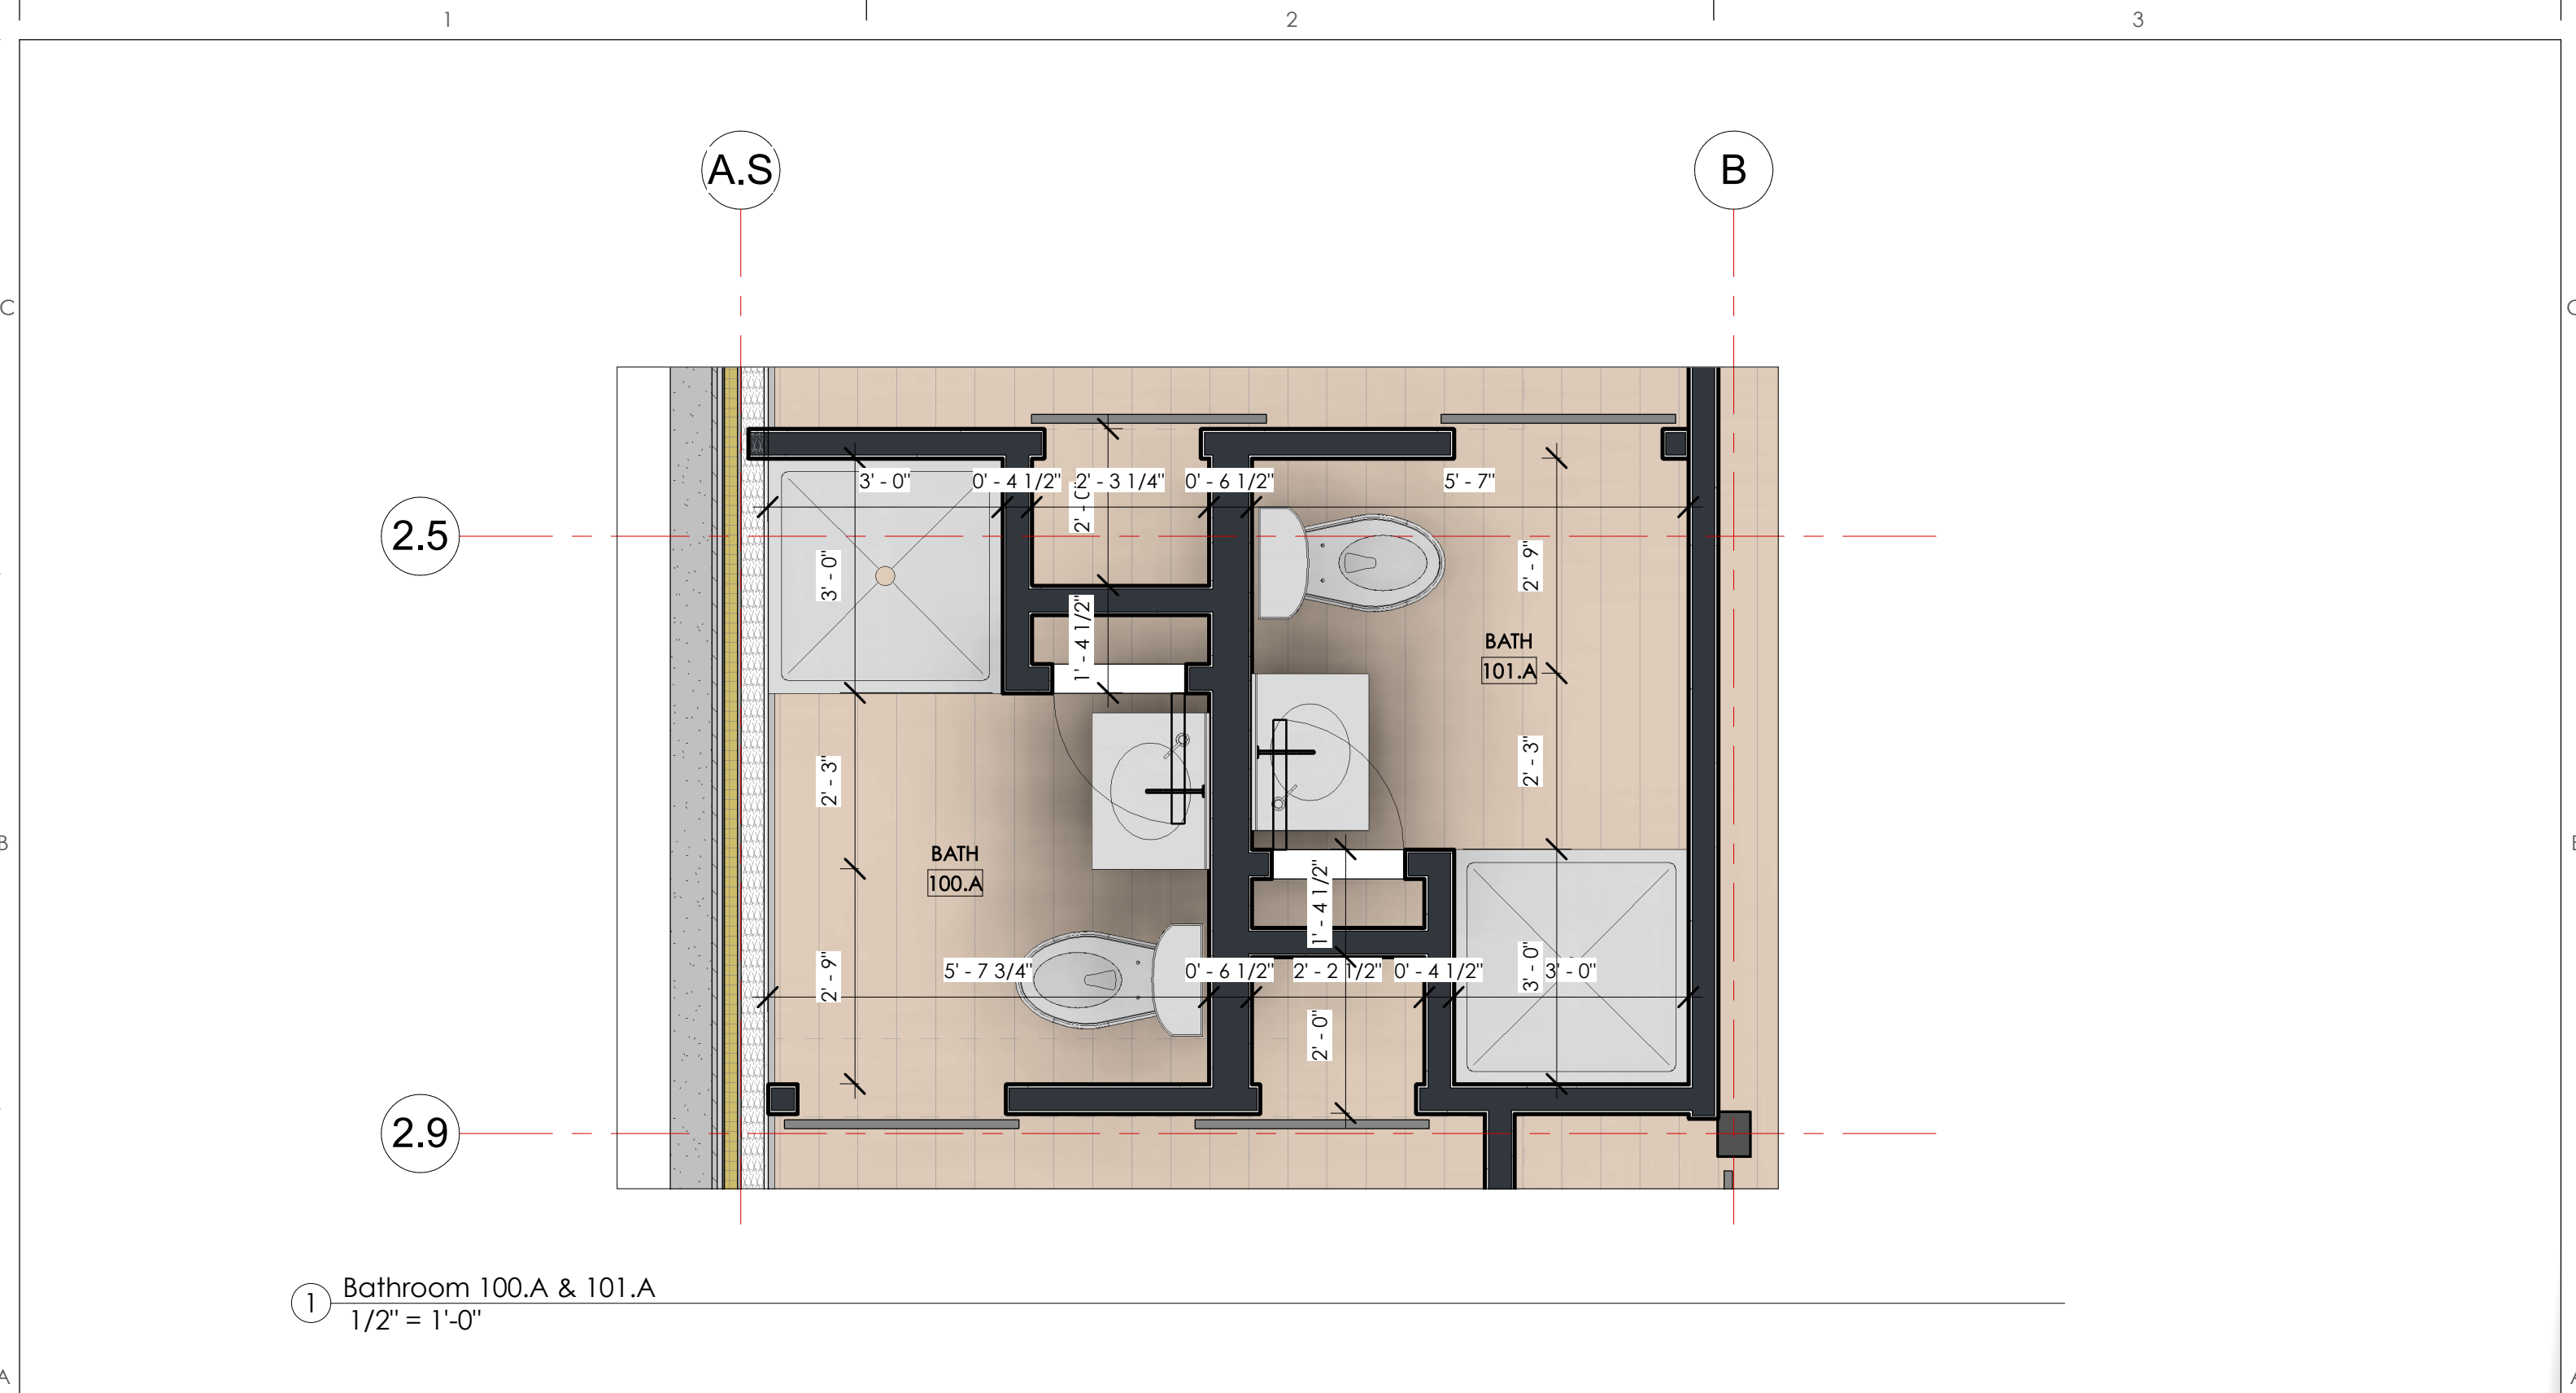 1 2 3
A.S B
C C
3' - 0" 0' - 4 1/2" 2' - 3 1/4" 0' - 6 1/2" 5' - 7"
2.5
3' - 0" 2' - 9"
1' - 4 1/2"
BATH
101.A
2' - 3" 2' - 3"
B
BATH
100.A
1' - 4 1/2"
2' - 9" 5' - 7 3/4" 0' - 6 1/2" 2' - 2 1/2" 0' - 4 1/2" 3' - 0" 3' - 0"
2' - 0"
2.9
1 Bathroom 100.A & 101.A
1/2" = 1'-0"
A